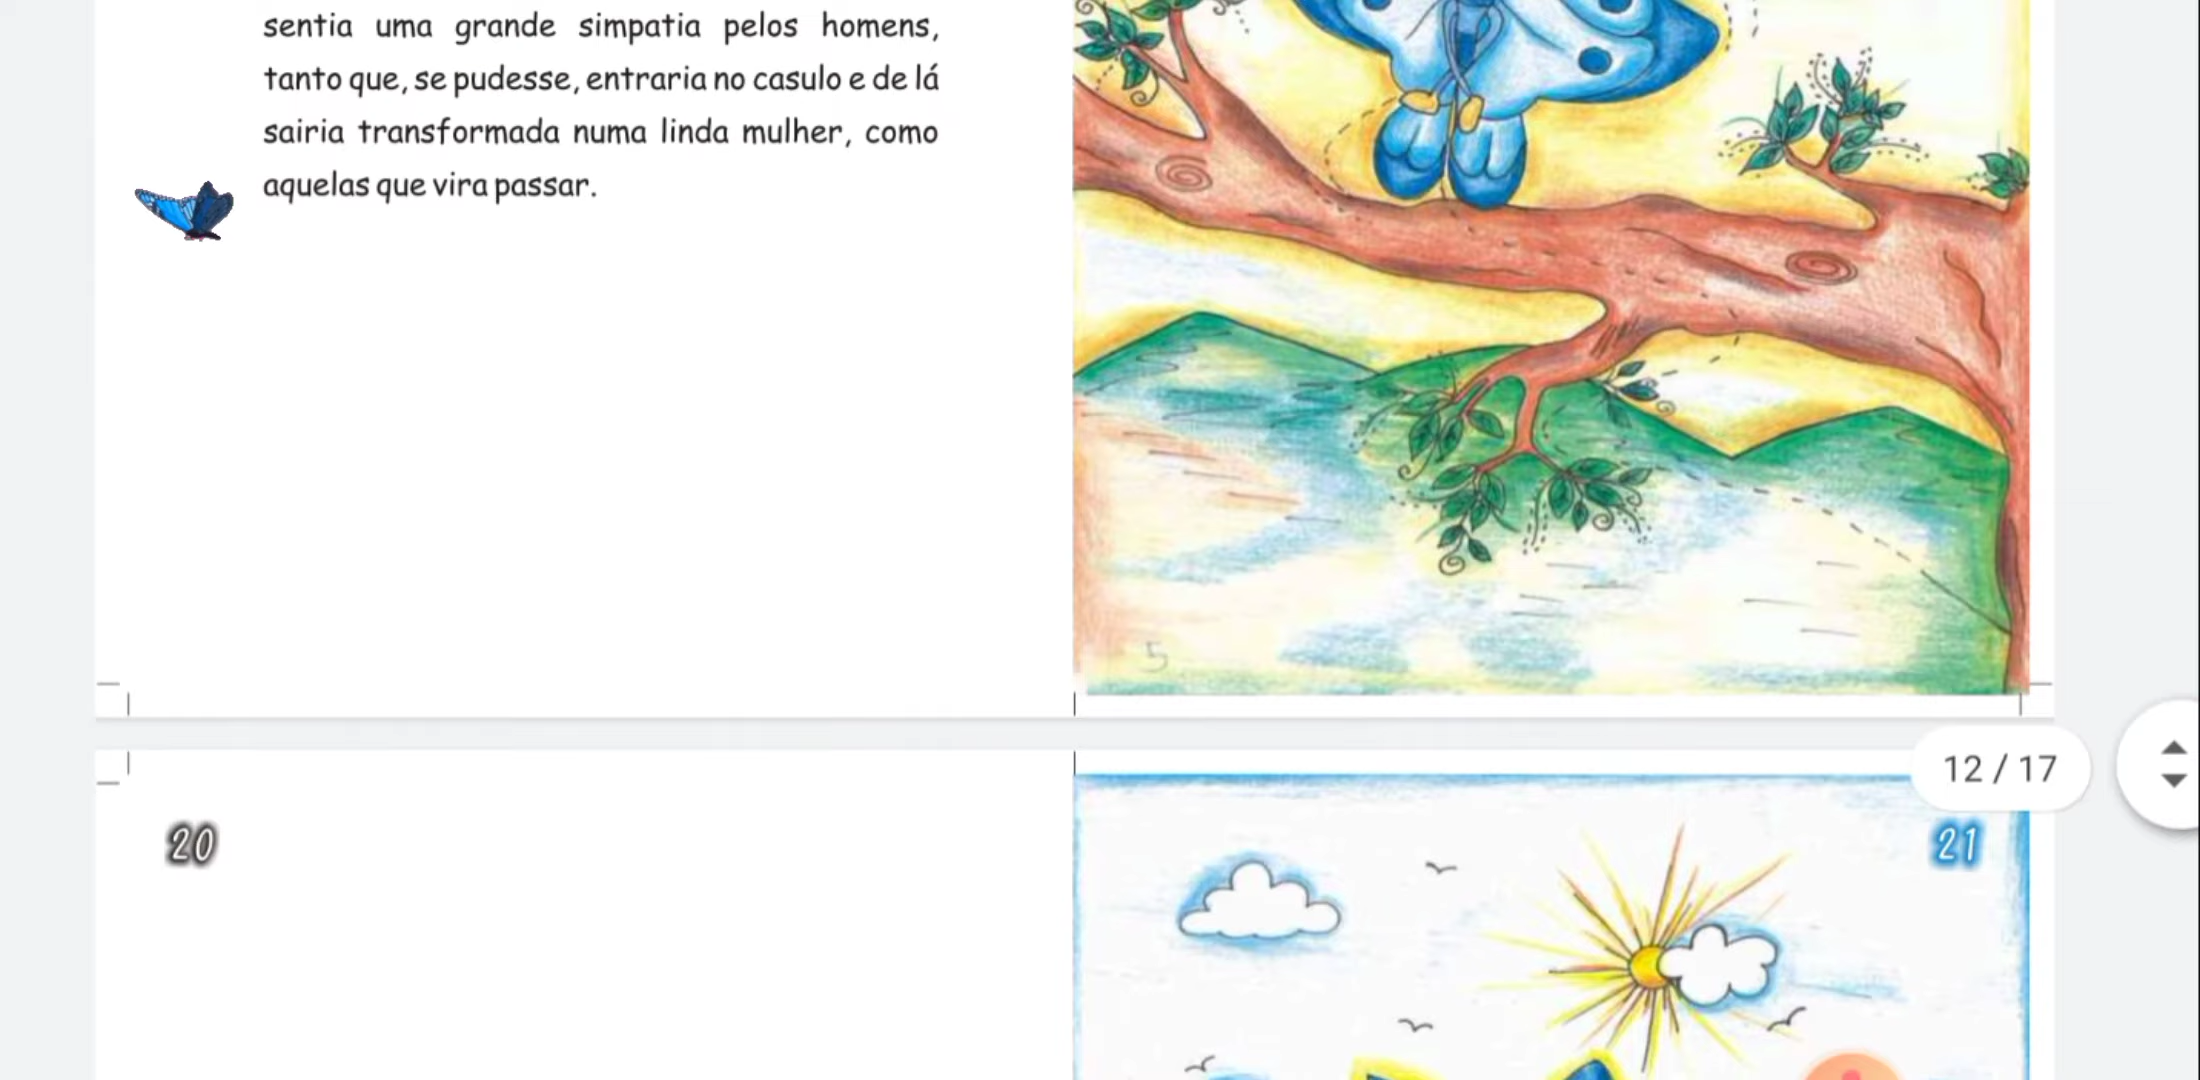 sentia uma grande simpatia pelos homens,
tanto que, se pudesse, entraria no casulo e de lá
sairia transformada numa linda mulher, como
aquelas que vira passar.
5
12 / 17
20
21